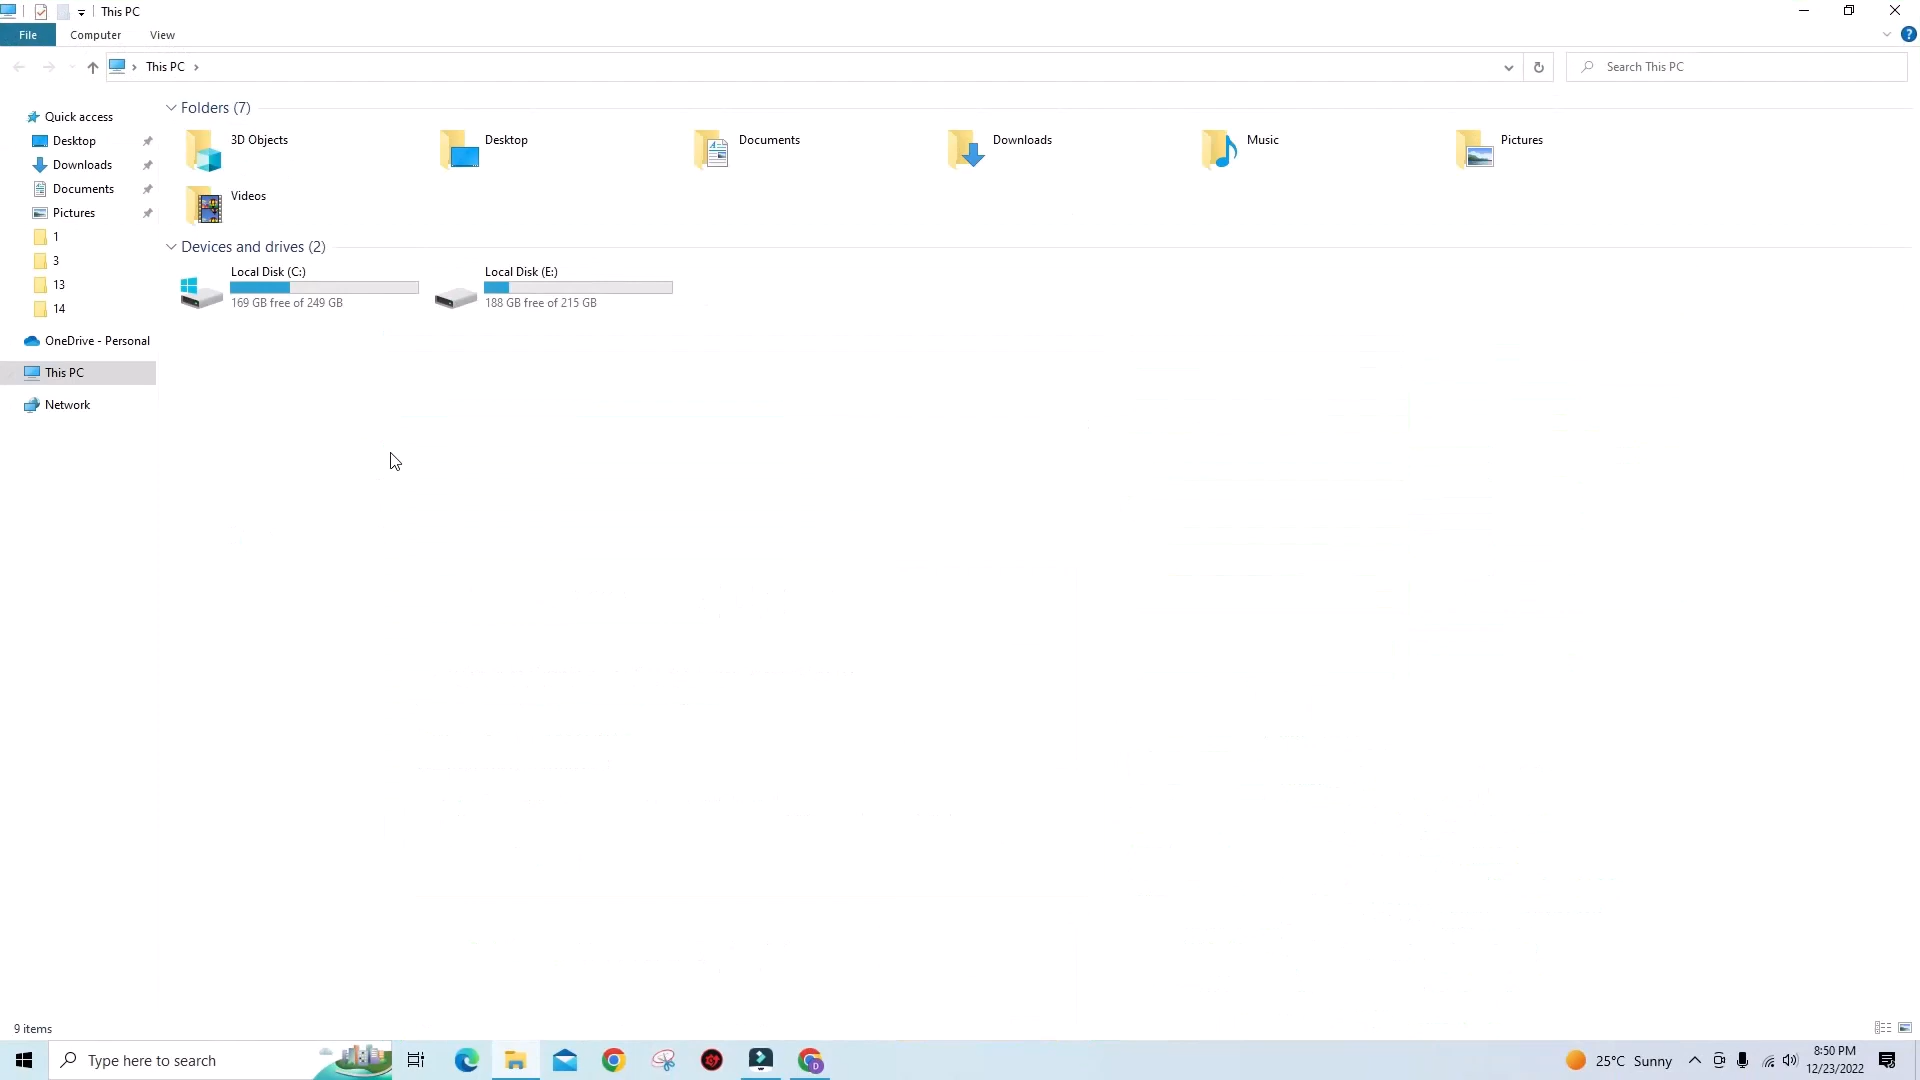 This PC
File Computer View
This PC
Search This PC
Quick access
Desktop
Downloads
Documents
Pictures
1
3
13
14
OneDrive - Personal
This PC
Network
Folders (7)
3D Objects
Desktop
Documents
Downloads
Music
Pictures
Videos
Devices and drives (2)
Local Disk (C:)
169 GB free of 249 GB
Local Disk (E:)
188 GB free of 215 GB
9 items
Type here to search
25°C Sunny
8:50 PM
12/23/2022